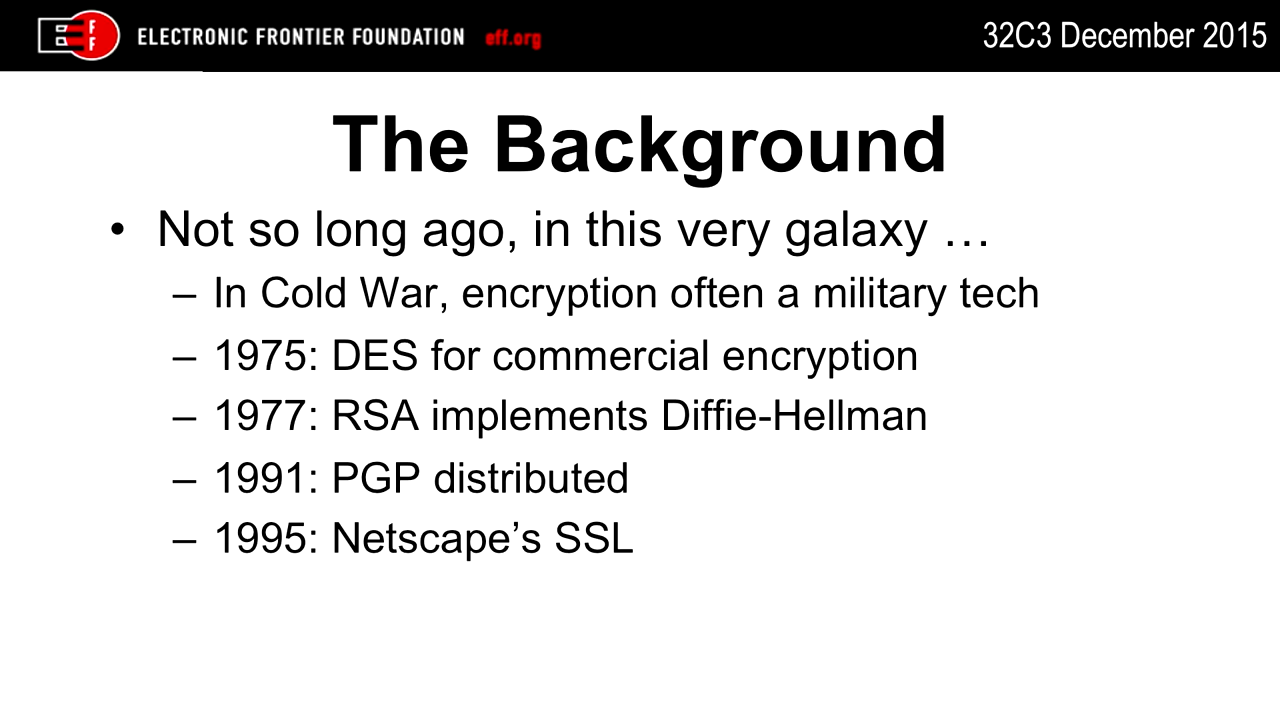 EFF ELECTRONIC FRONTIER FOUNDATION eff.org
32C3 December 2015
The Background
• Not so long ago, in this very galaxy …
– In Cold War, encryption often a military tech
– 1975: DES for commercial encryption
– 1977: RSA implements Diffie-Hellman
– 1991: PGP distributed
– 1995: Netscape’s SSL